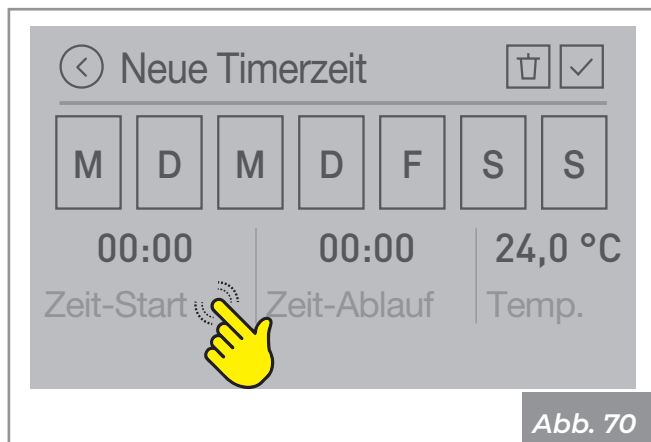 Neue Timerzeit
M D M D F S S
00:00 00:00 24,0 °C
Zeit-Start Zeit-Ablauf Temp.
Abb. 70